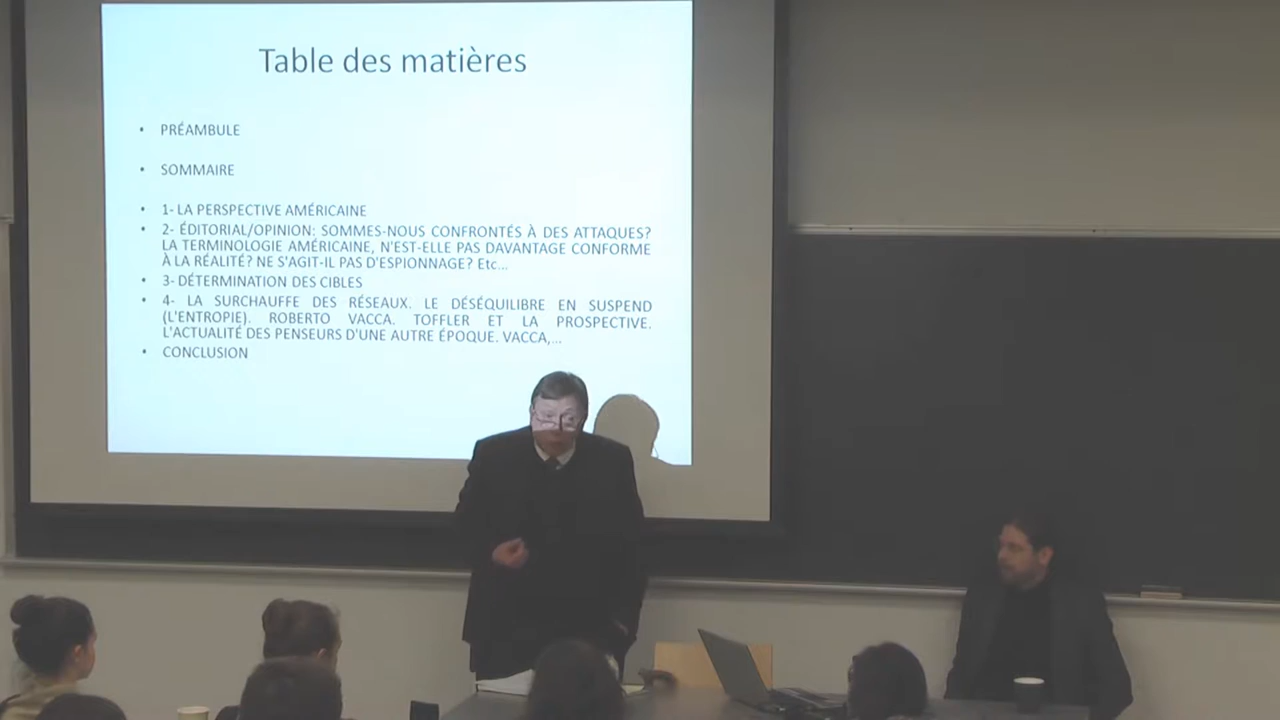 Table des matières
• PRÉAMBULE
• SOMMAIRE
• 1- LA PERSPECTIVE AMÉRICAINE
• 2- ÉDITORIAL/OPINION: SOMMES-NOUS CONFRONTÉS À DES ATTAQUES?
LA TERMINOLOGIE AMÉRICAINE, N'EST-ELLE PAS DAVANTAGE CONFORME
À LA RÉALITÉ? NE S'AGIT-IL PAS D'ESPIONNAGE? Etc...
• 3- DÉTERMINATION DES CIBLES
• 4- LA SURCHAUFFE DES RÉSEAUX. LE DÉSÉQUILIBRE EN SUSPEND
(L'ENTROPIE). ROBERTO VACCA. TOFFLER ET LA PROSPECTIVE.
L'ACTUALITÉ DES PENSEURS D'UNE AUTRE ÉPOQUE. VACCA,...
• CONCLUSION